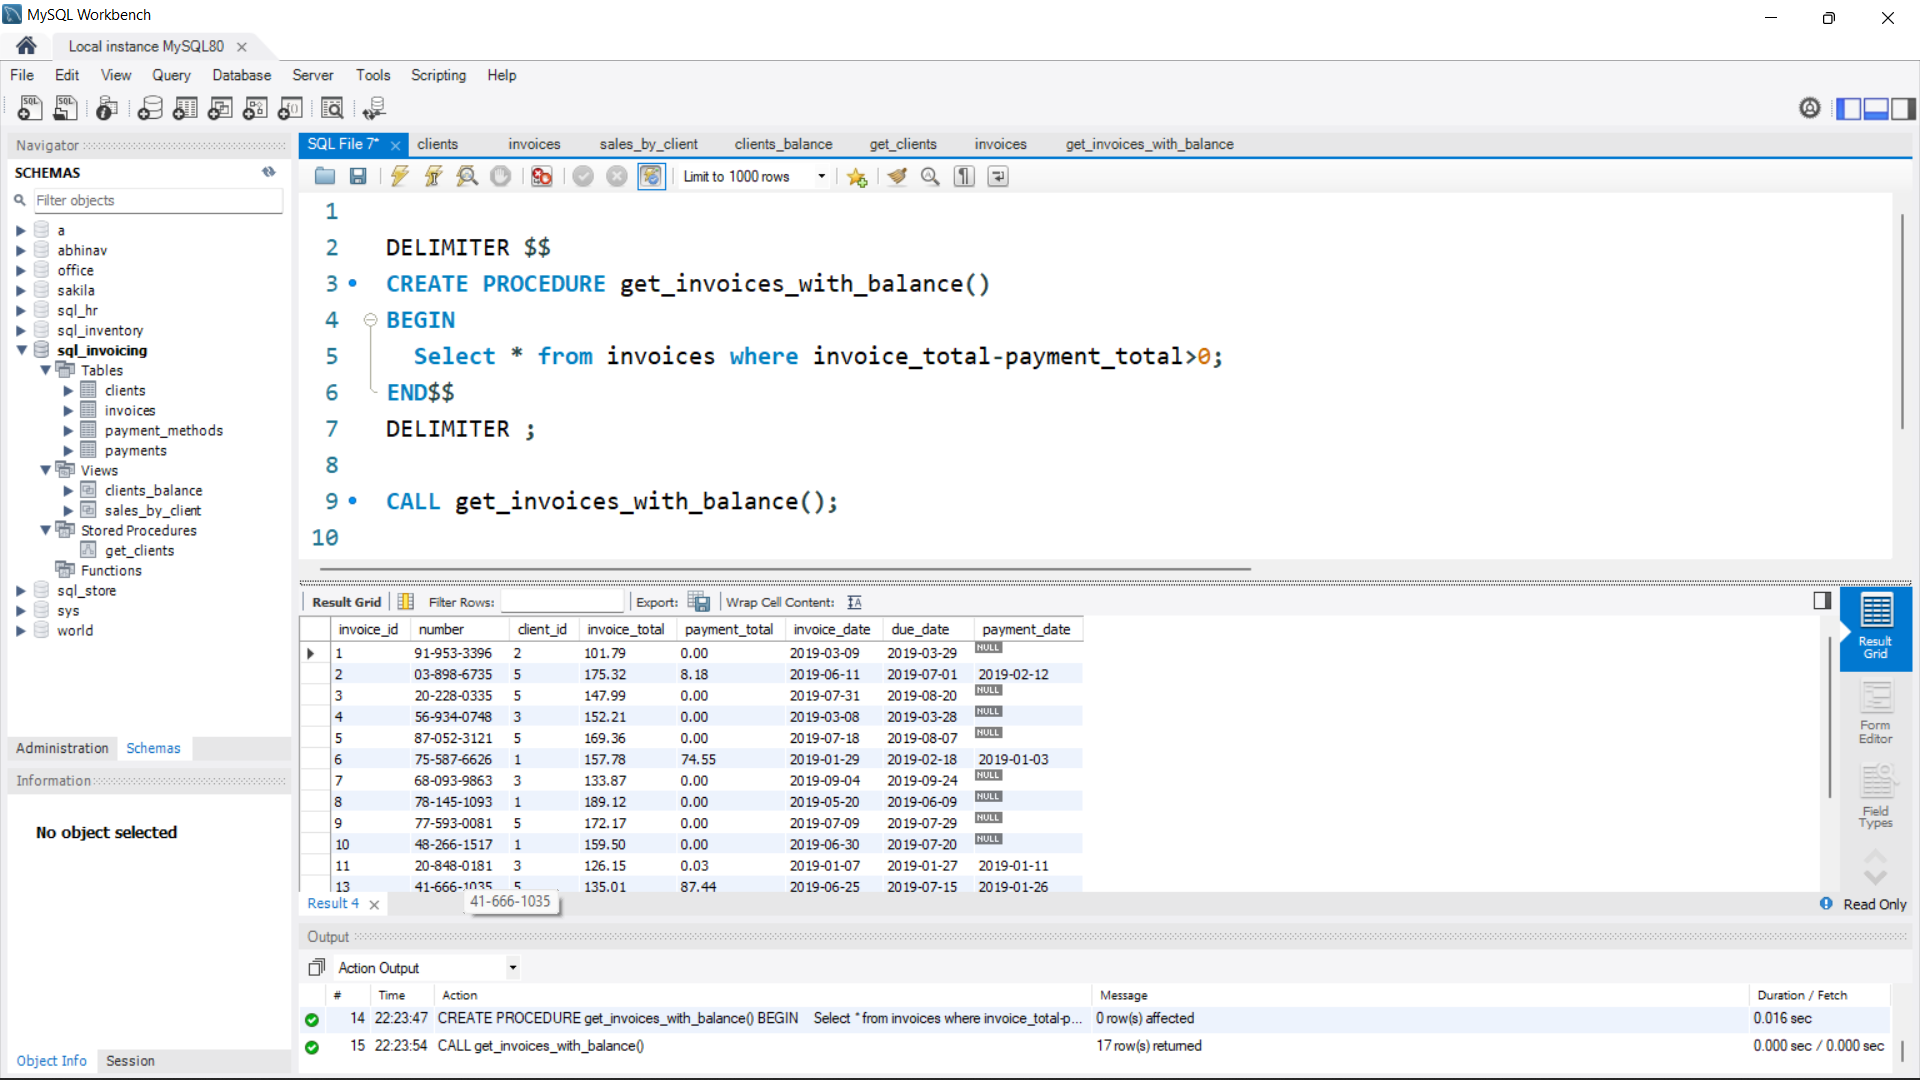 MySQL Workbench
Local instance MySQL80
File Edit View Query Database Server Tools Scripting Help
Navigator
SCHEMAS
Filter objects
a
abhinav
office
sakila
sql_hr
sql_inventory
sql_invoicing
Tables
clients
invoices
payment_methods
payments
Views
clients_balance
sales_by_client
Stored Procedures
get_clients
Functions
sql_store
sys
world
Administration Schemas
Information
No object selected
Object Info Session
SQL File 7* clients invoices sales_by_client clients_balance get_clients invoices get_invoices_with_balance
Limit to 1000 rows
1
2 DELIMITER $$
3 CREATE PROCEDURE get_invoices_with_balance()
4 BEGIN
5 Select * from invoices where invoice_total-payment_total>0;
6 END$$
7 DELIMITER ;
8
9 CALL get_invoices_with_balance();
10
Result Grid Filter Rows: Export: Wrap Cell Content:
invoice_id number client_id invoice_total payment_total invoice_date due_date payment_date
1 91-953-3396 2 101.79 0.00 2019-03-09 2019-03-29 NULL
2 03-898-6735 5 175.32 8.18 2019-06-11 2019-07-01 2019-02-12
3 20-228-0335 5 147.99 0.00 2019-07-31 2019-08-20 NULL
4 56-934-0748 3 152.21 0.00 2019-03-08 2019-03-28 NULL
5 87-052-3121 5 169.36 0.00 2019-07-18 2019-08-07 NULL
6 75-587-6626 1 157.78 74.55 2019-01-29 2019-02-18 2019-01-03
7 68-093-9863 3 133.87 0.00 2019-09-04 2019-09-24 NULL
8 78-145-1093 1 189.12 0.00 2019-05-20 2019-06-09 NULL
9 77-593-0081 5 172.17 0.00 2019-07-09 2019-07-29 NULL
10 48-266-1517 1 159.50 0.00 2019-06-30 2019-07-20 NULL
11 20-848-0181 3 126.15 0.03 2019-01-07 2019-01-27 2019-01-11
13 41-666-1035 5 135.01 87.44 2019-06-25 2019-07-15 2019-01-26
41-666-1035
Result Grid
Form Editor
Field Types
Result 4
Read Only
Output
Action Output
# Time Action Message Duration / Fetch
14 22:23:47 CREATE PROCEDURE get_invoices_with_balance() BEGIN Select * from invoices where invoice_total-p... 0 row(s) affected 0.016 sec
15 22:23:54 CALL get_invoices_with_balance() 17 row(s) returned 0.000 sec / 0.000 sec